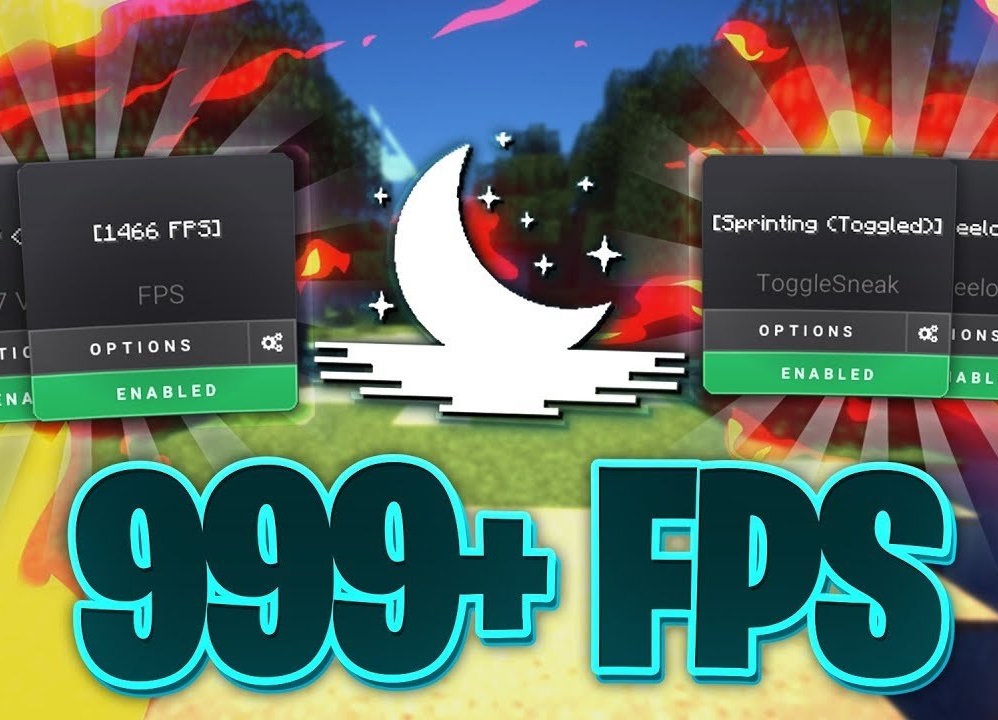 [1466 FPS]
FPS
OPTIONS
ENABLED
[Sprinting (Toggled)]
ToggleSneak
OPTIONS
ENABLED
999+ FPS